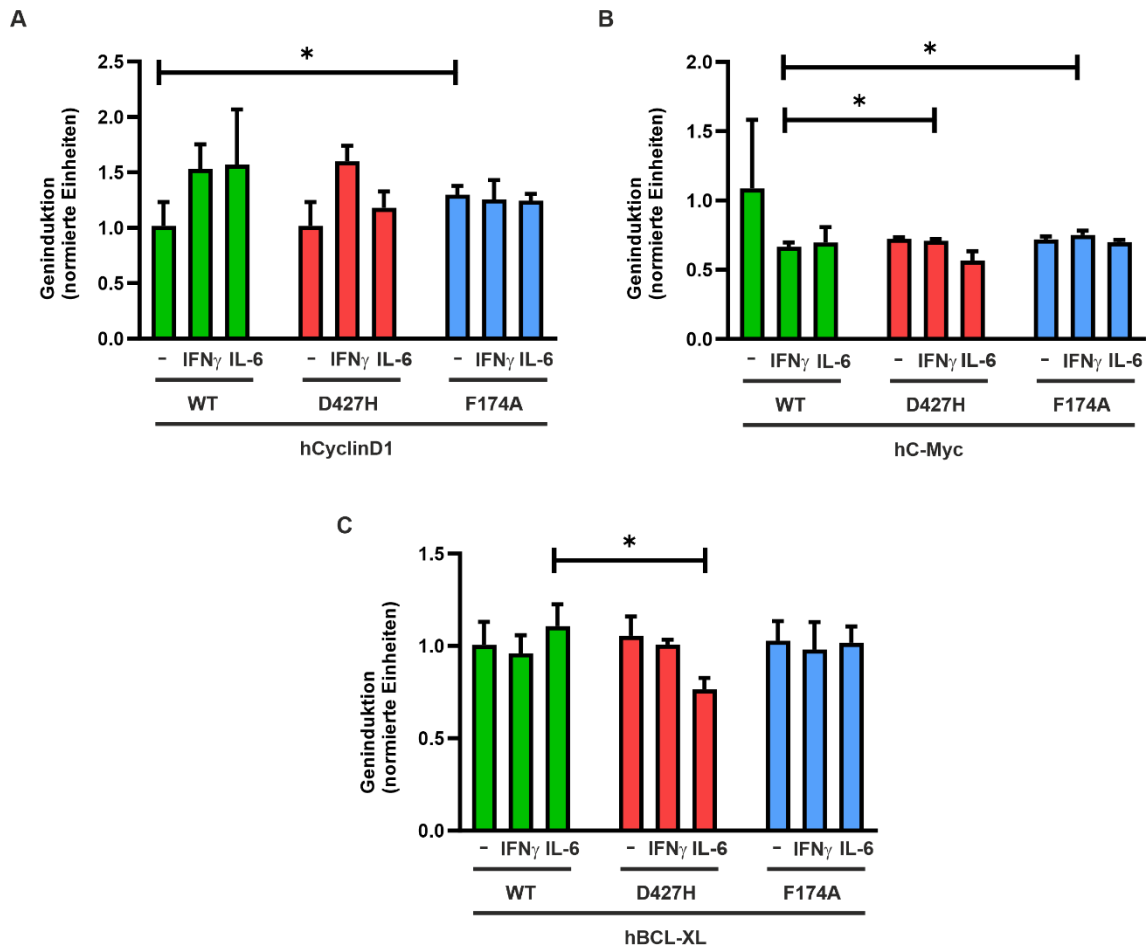 A
Geninduktion
(normierte Einheiten)
2.5
2.0
1.5
1.0
0.5
0.0
*
- IFNγ IL-6 - IFNγ IL-6 - IFNγ IL-6
WT D427H F174A
hCyclinD1
B
Geninduktion
(normierte Einheiten)
2.0
1.5
1.0
0.5
0.0
*
*
- IFNγ IL-6 - IFNγ IL-6 - IFNγ IL-6
WT D427H F174A
hC-Myc
C
Geninduktion
(normierte Einheiten)
1.5
1.0
0.5
0.0
*
- IFNγ IL-6 - IFNγ IL-6 - IFNγ IL-6
WT D427H F174A
hBCL-XL